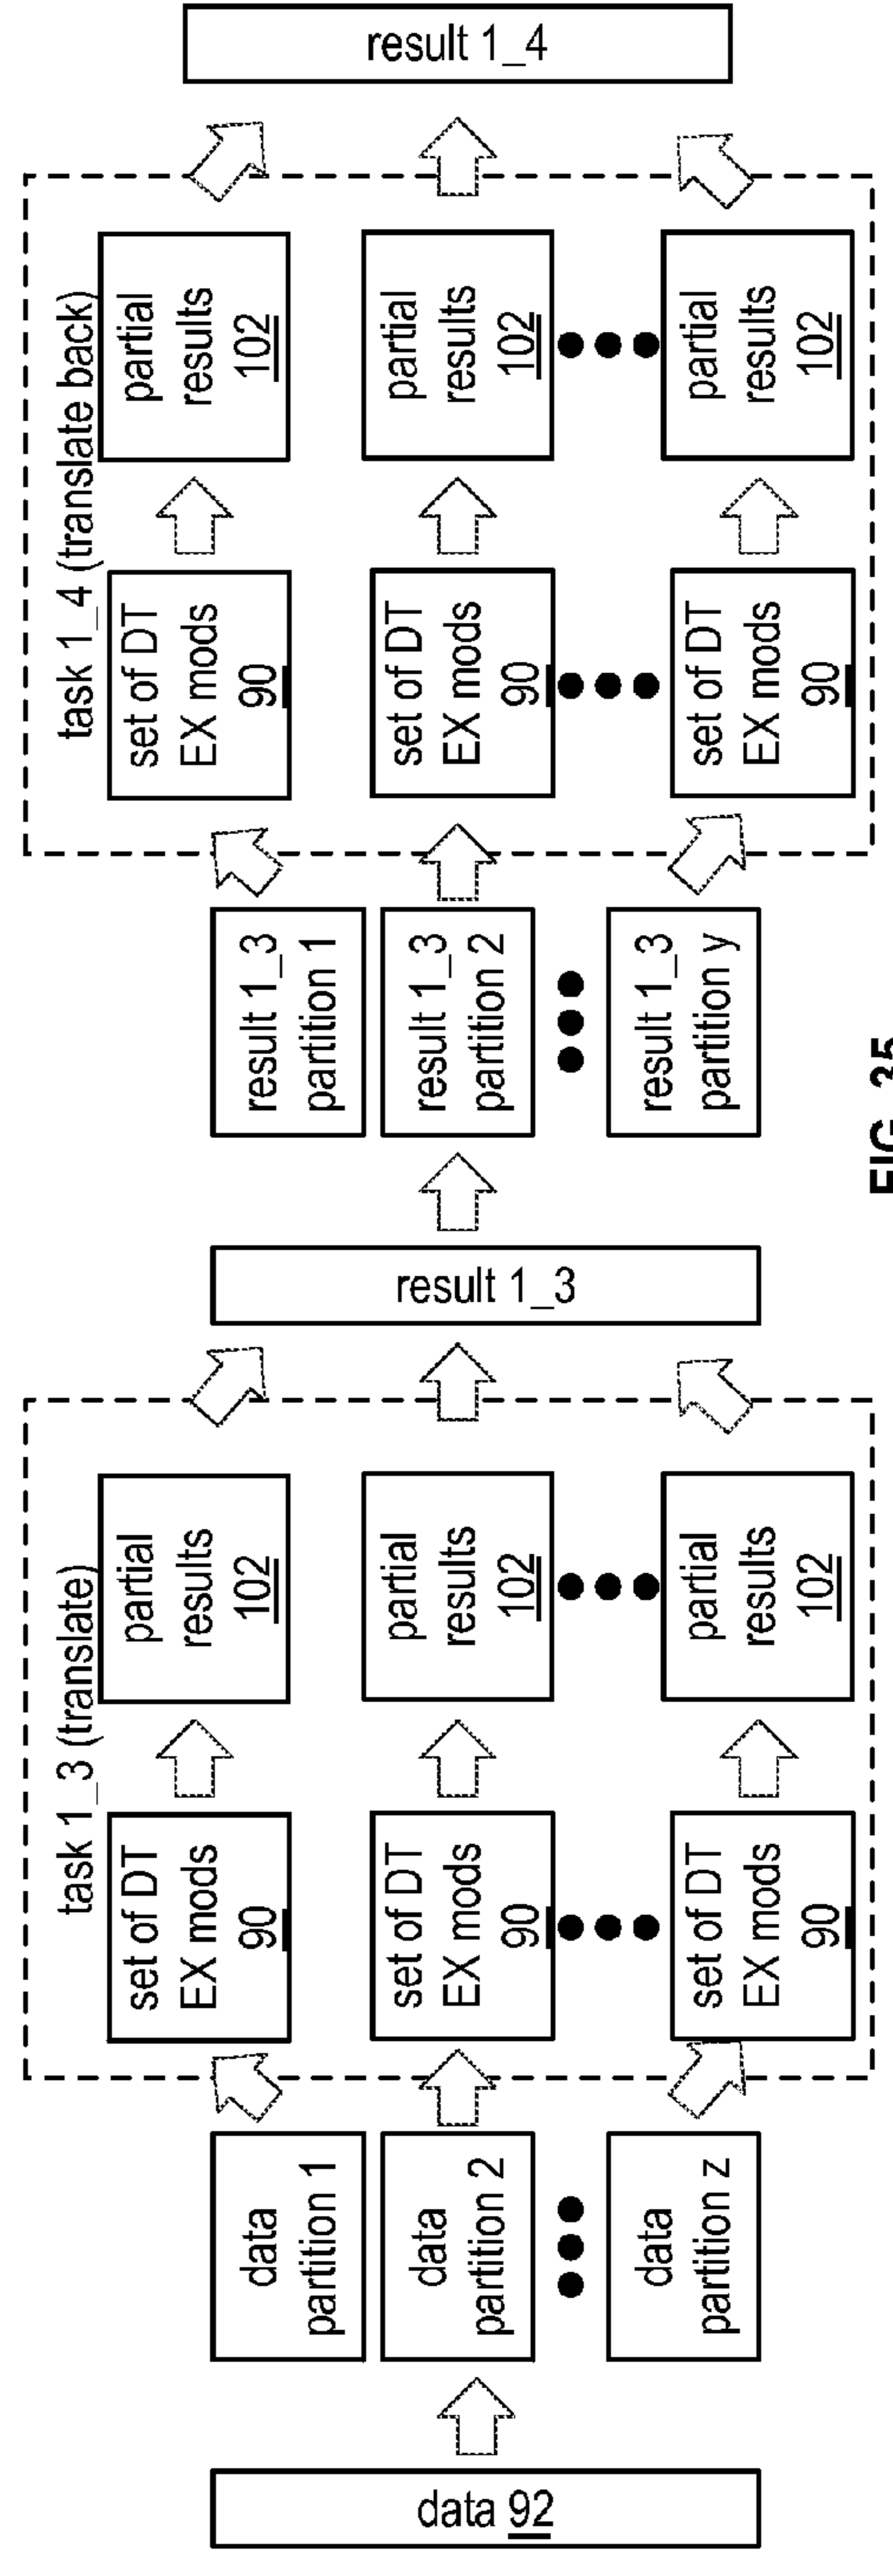 data 92
data
partition 1
data
partition 2
data
partition z
task 1_3 (translate)
set of DT
EX mods
90
partial
results
102
set of DT
EX mods
90
partial
results
102
set of DT
EX mods
90
partial
results
102
result 1_3
result 1_3
partition 1
result 1_3
partition 2
result 1_3
partition y
task 1_4 (translate back)
set of DT
EX mods
90
partial
results
102
set of DT
EX mods
90
partial
results
102
set of DT
EX mods
90
partial
results
102
result 1_4
FIG. 35